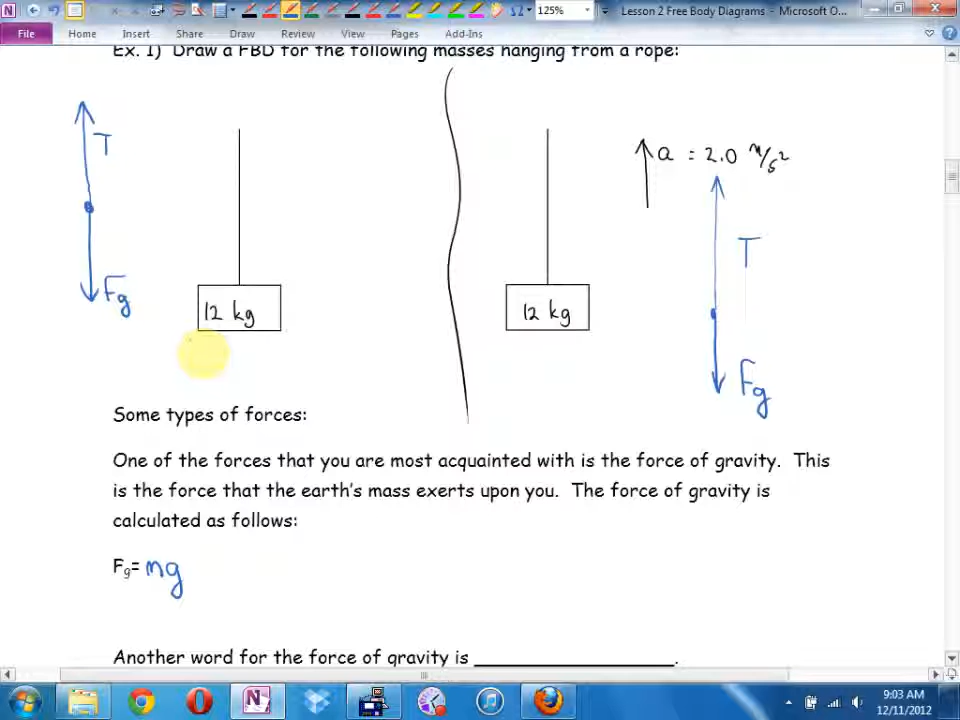 125%
Lesson 2 Free Body Diagrams - Microsoft O...
File Home Insert Share Draw Review View Pages Add-Ins
Ex. 1) Draw a FBD for the following masses hanging from a rope:
T
Fg
12 kg
a = 2.0 m/s²
T
12 kg
Fg
Some types of forces:
One of the forces that you are most acquainted with is the force of gravity. This
is the force that the earth's mass exerts upon you. The force of gravity is
calculated as follows:
Fg= mg
Another word for the force of gravity is ____________________.
9:03 AM
12/11/2012